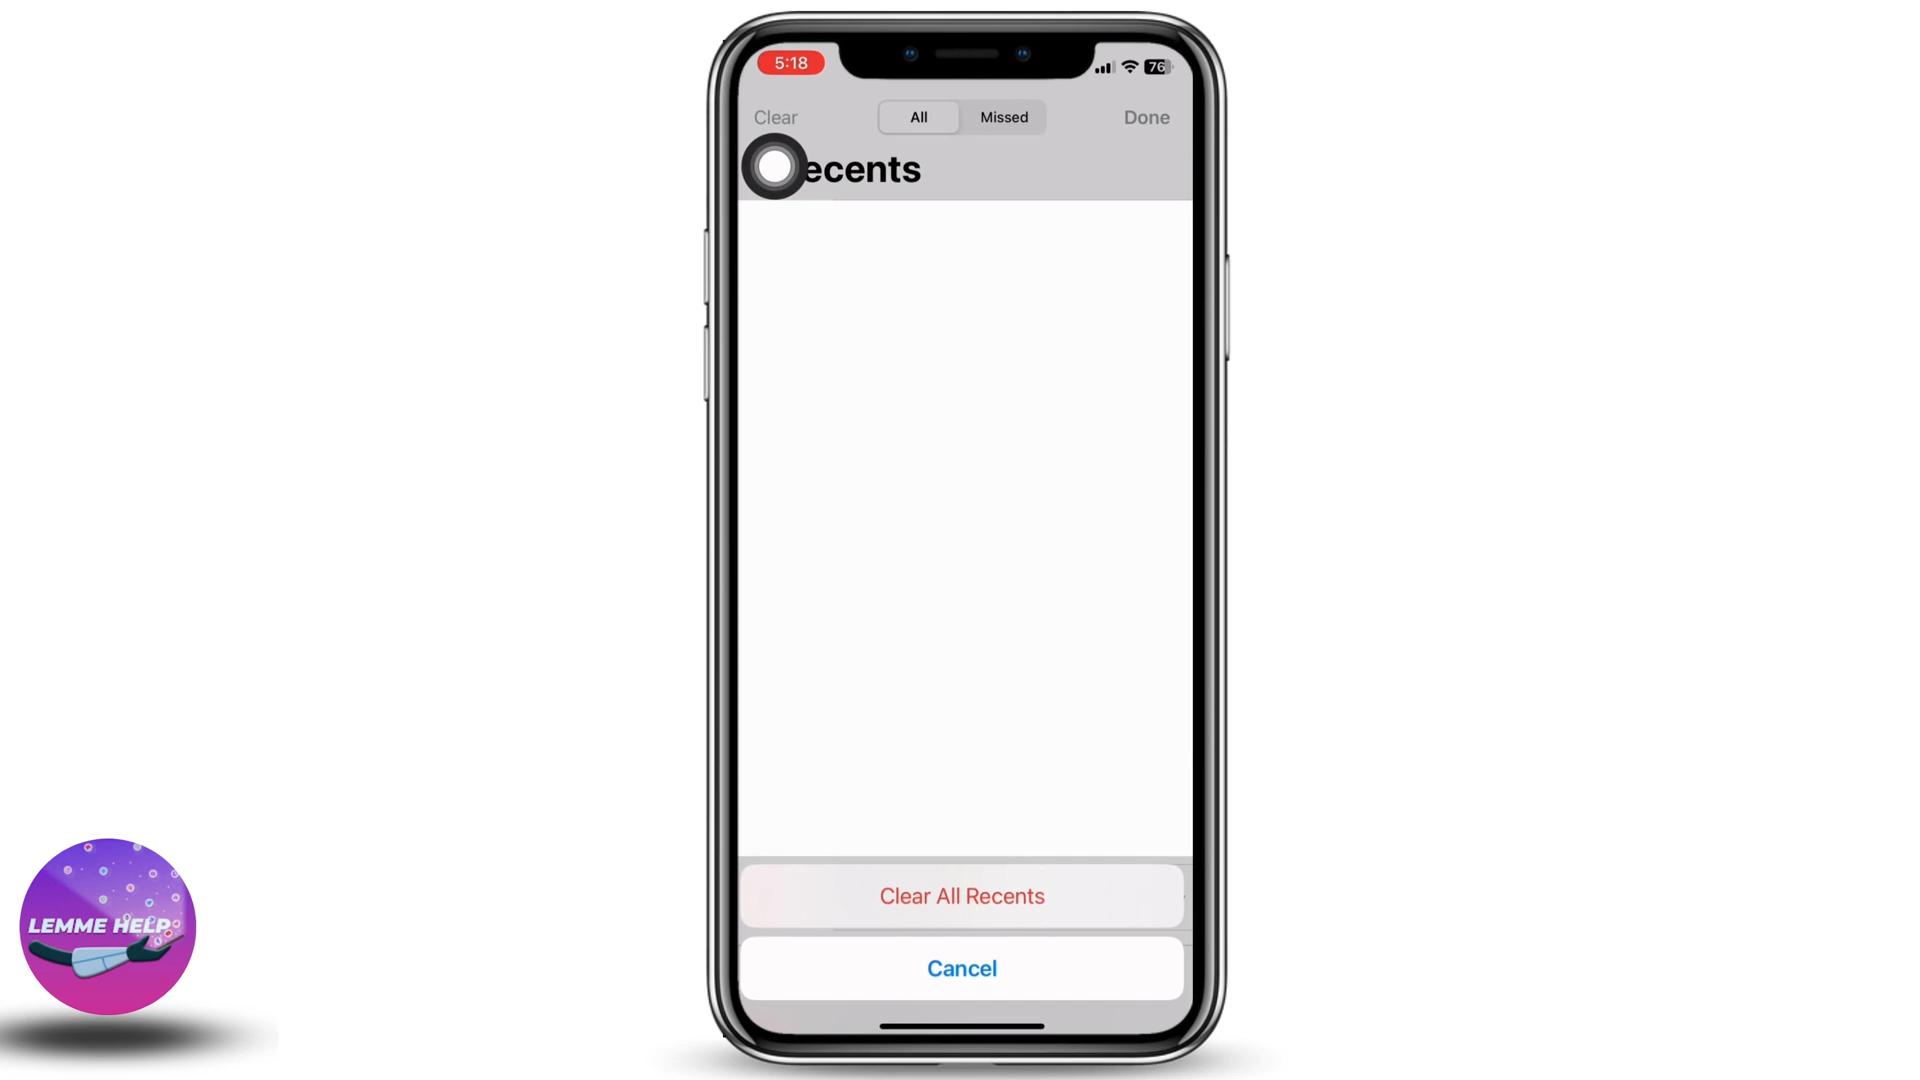 5:18
76
Clear
All
Missed
Done
ecents
Clear All Recents
Cancel
LEMME HELP